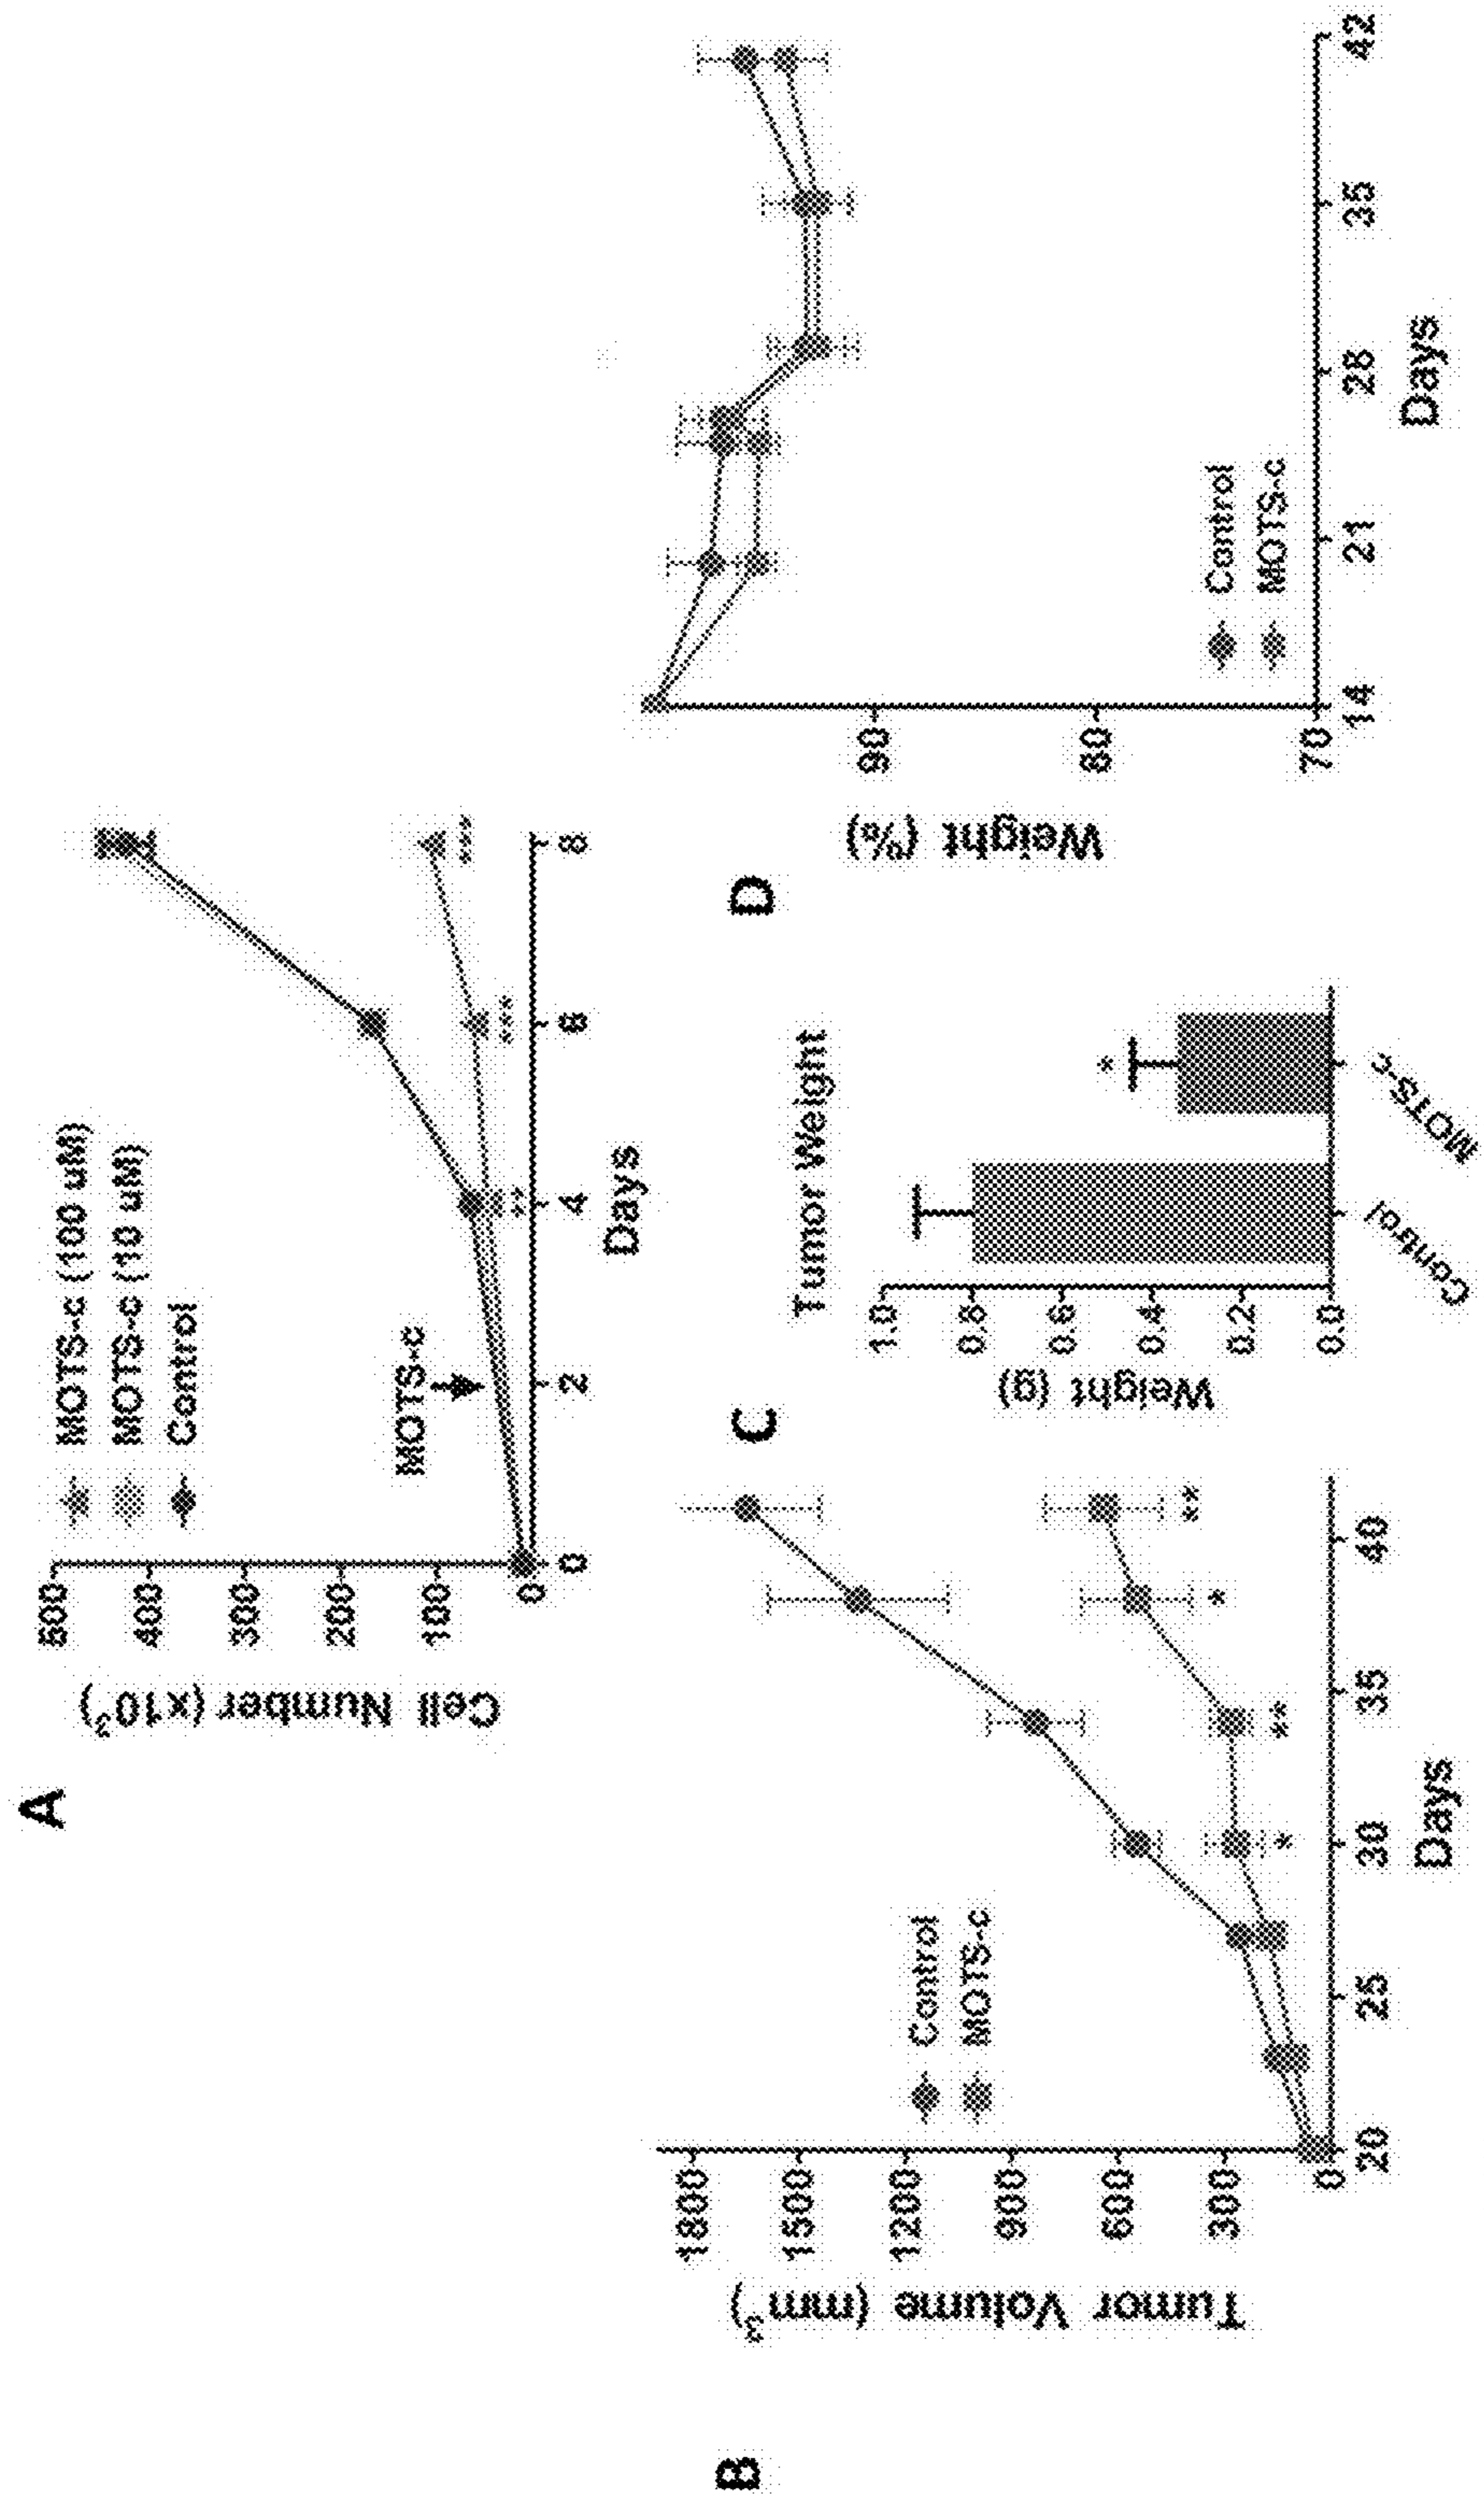 A
Cell Number (x10³)
500
400
300
200
100
0
MOTS-c (100 uM)
MOTS-c (10 uM)
Control
MOTS-c
***
***
**
0
2
4
6
8
Days
B
Tumor Volume (mm³)
1800
1500
1200
900
600
300
0
Control
MOTS-c
*
**
*
**
20
25
30
35
40
Days
C
Tumor Weight
Weight (g)
1.0
0.8
0.6
0.4
0.2
0.0
*
Control
MOTS-c
D
Weight (%)
90
80
70
Control
MOTS-c
14
21
28
35
42
Days